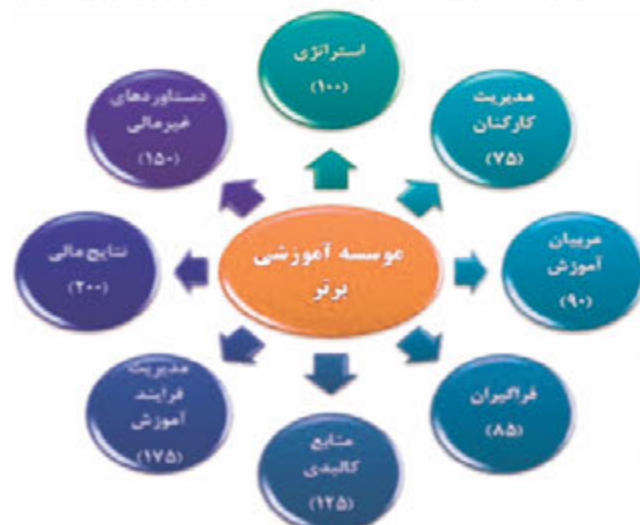 استراتژی
(۱۰۰)
مدیریت
کارکنان
(۷۵)
مربیان
آموزش
(۹۰)
فراگیران
(۸۵)
منابع
کالبدی
(۱۲۵)
مدیریت
فرایند
آموزش
(۱۷۵)
نتایج مالی
(۲۰۰)
دستاوردهای
غیرمالی
(۱۵۰)
موسسه آموزشی
برتر